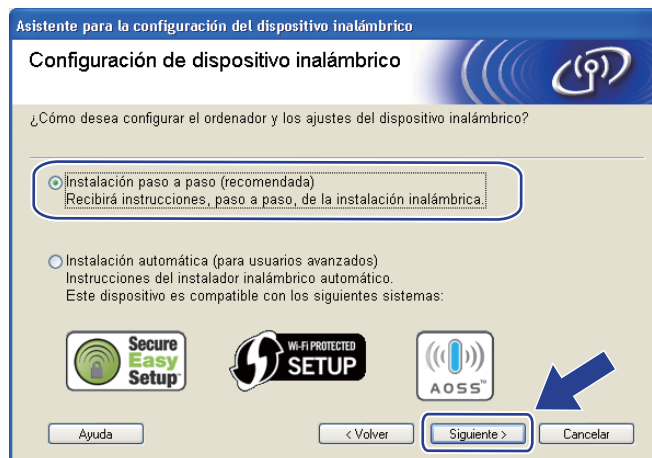 Asistente para la configuración del dispositivo inalámbrico
Configuración de dispositivo inalámbrico
¿Cómo desea configurar el ordenador y los ajustes del dispositivo inalámbrico?
Instalación paso a paso (recomendada)
Recibirá instrucciones, paso a paso, de la instalación inalámbrica.
Instalación automática (para usuarios avanzados)
Instrucciones del instalador inalámbrico automático.
Este dispositivo es compatible con los siguientes sistemas:
Secure
Easy
Setup
Wi-Fi PROTECTED
SETUP
AOSS™
Ayuda
< Volver
Siguiente >
Cancelar